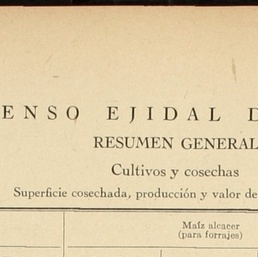 ENSO EJIDAL D
RESUMEN GENERAL
Cultivos y cosechas
Superficie cosechada, producción y valor de
Maíz alcacer
(para forrajes)